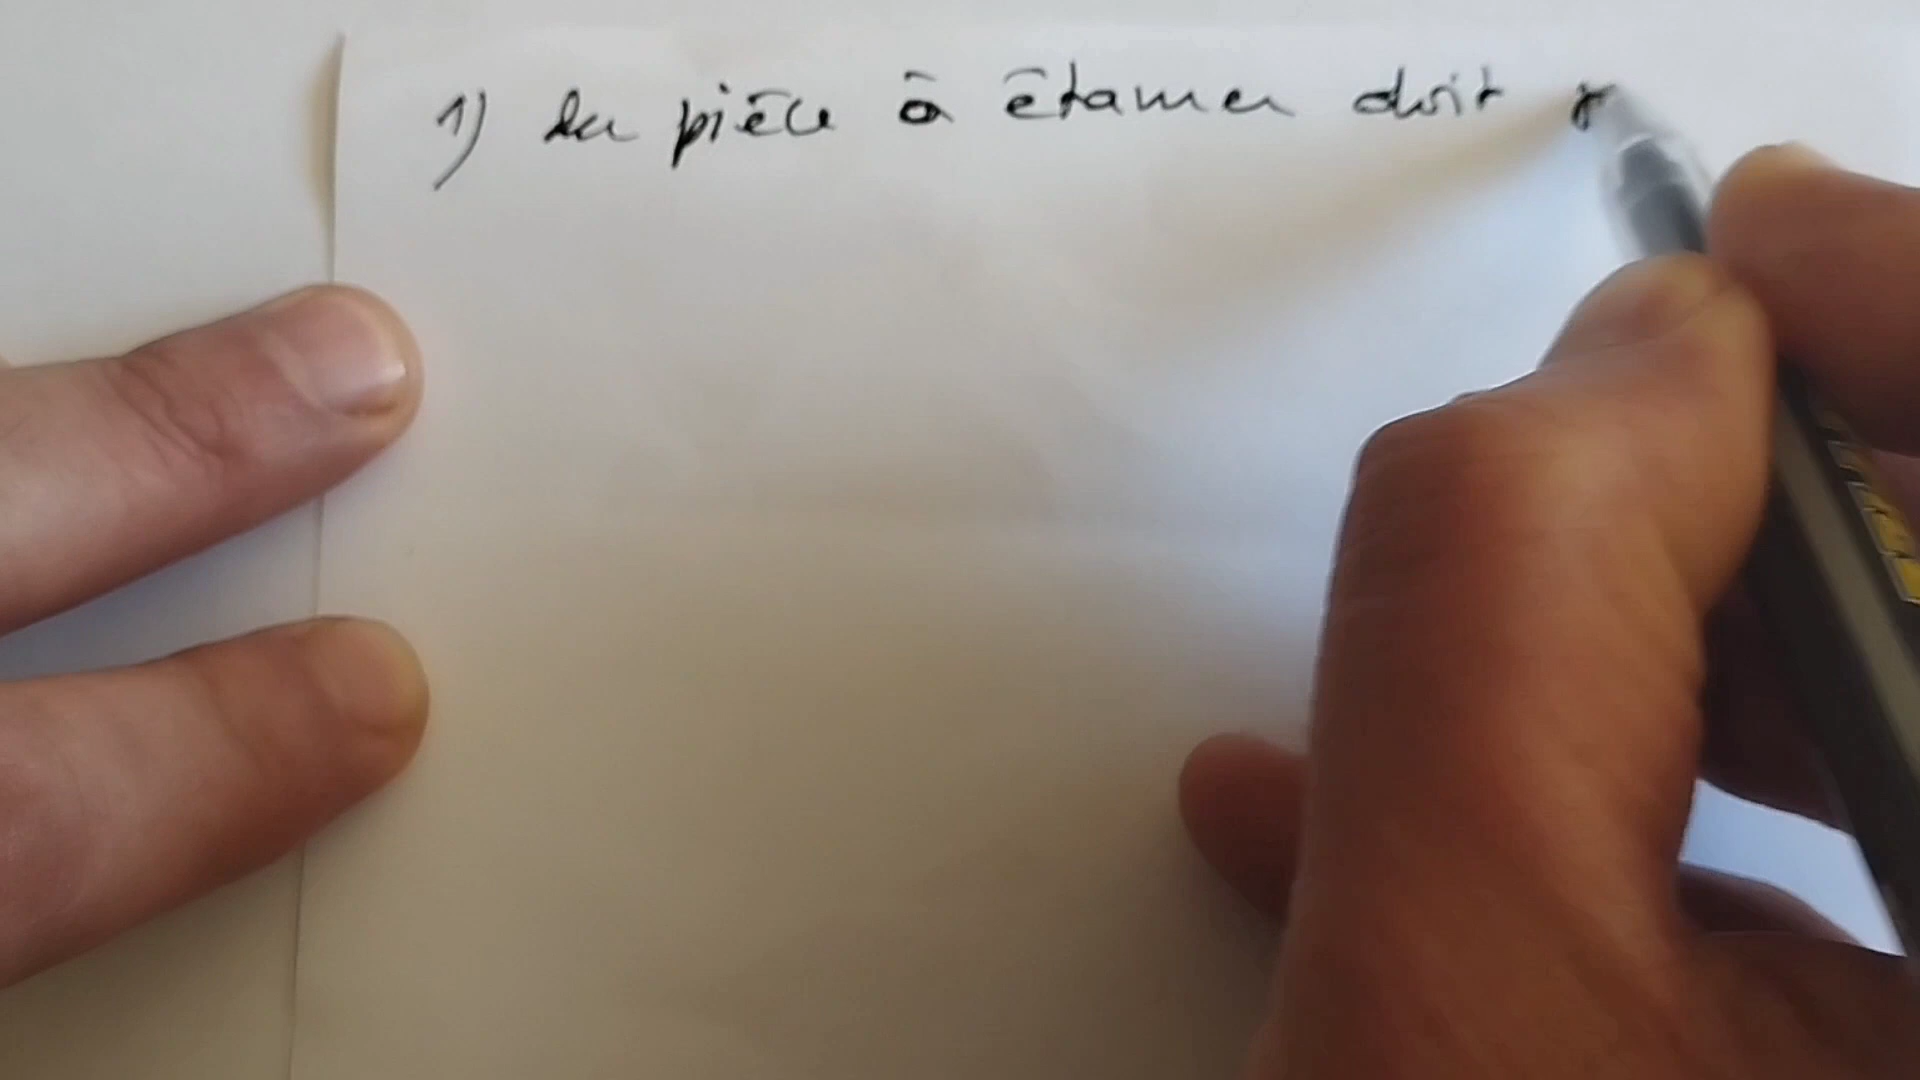 1) La pièce à étamer doit